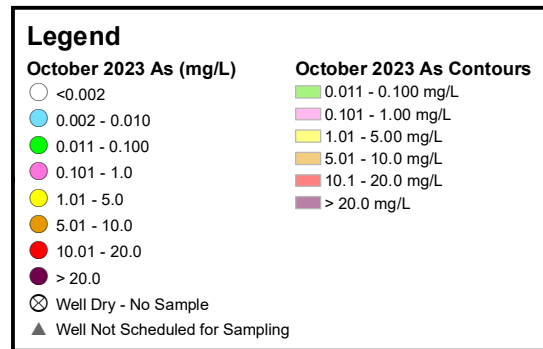 Legend
October 2023 As (mg/L)
<0.002
0.002 - 0.010
0.011 - 0.100
0.101 - 1.0
1.01 - 5.0
5.01 - 10.0
10.01 - 20.0
> 20.0
Well Dry - No Sample
Well Not Scheduled for Sampling
October 2023 As Contours
0.011 - 0.100 mg/L
0.101 - 1.00 mg/L
1.01 - 5.00 mg/L
5.01 - 10.0 mg/L
10.1 - 20.0 mg/L
> 20.0 mg/L